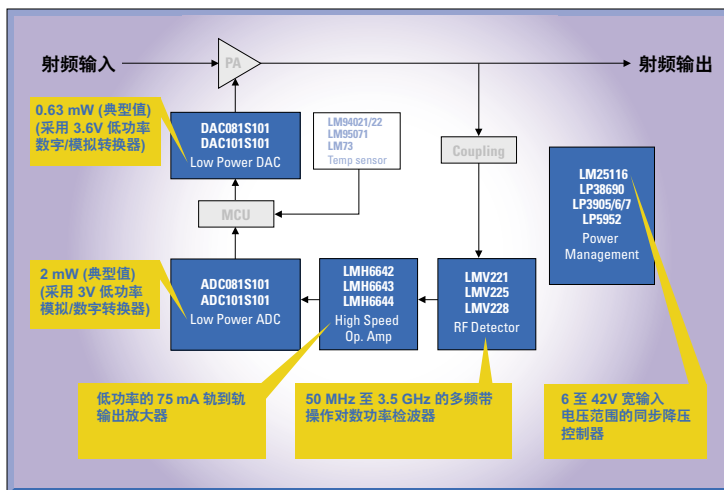 射频输入
PA
射频输出
0.63 mW (典型值)
(采用 3.6V 低功率
数字/模拟转换器)
DAC081S101
DAC101S101
Low Power DAC
LM94021/22
LM95071
LM73
Temp sensor
Coupling
LM25116
LP38690
LP3905/6/7
LP5952
Power
Management
MCU
2 mW (典型值)
(采用 3V 低功率
模拟/数字转换器)
ADC081S101
ADC101S101
Low Power ADC
LMH6642
LMH6643
LMH6644
High Speed
Op. Amp
LMV221
LMV225
LMV228
RF Detector
低功率的 75 mA 轨到轨
输出放大器
50 MHz 至 3.5 GHz 的多频带
操作对数功率检波器
6 至 42V 宽输入
电压范围的同步降压
控制器